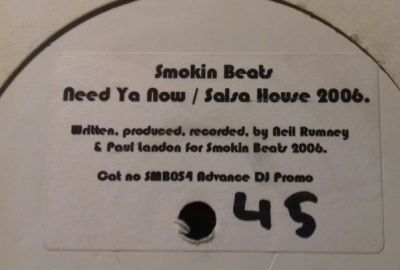 Smokin Beats
Need Ya Now / Salsa House 2006.
Written, produced, recorded, by Neil Rumney
& Paul Landon for Smokin Beats 2006.
Cat no SMB054 Advance DJ Promo
45